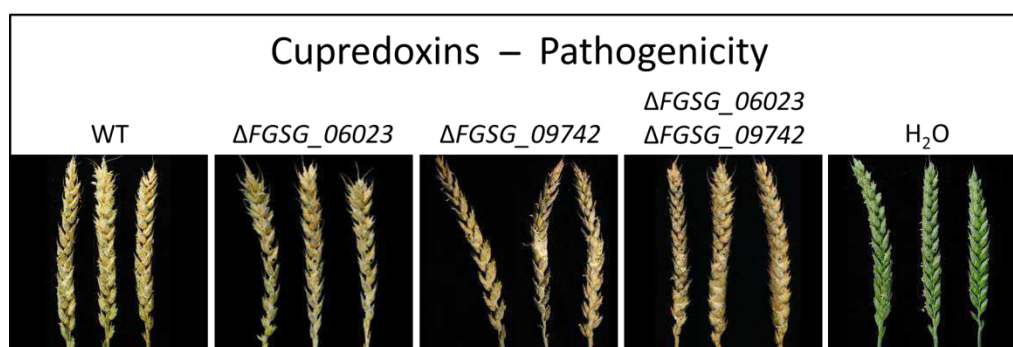 Cupredoxins – Pathogenicity
WT
ΔFGSG_06023
ΔFGSG_09742
ΔFGSG_06023
ΔFGSG_09742
H₂O